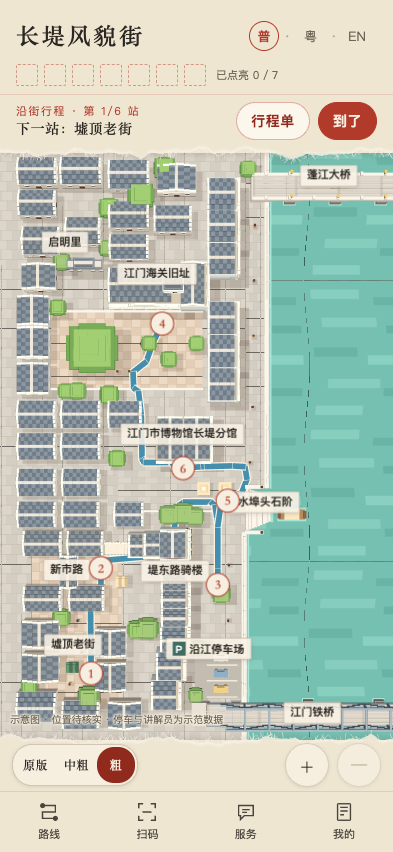 长堤风貌街
普 · 粤 · EN
已点亮 0 / 7
沿街行程 · 第 1/6 站
下一站：墟顶老街
行程单
到了
蓬江大桥
启明里
江门海关旧址
4
江门市博物馆长堤分馆
6
5
水埠头石阶
新市路
2
堤东路骑楼
3
墟顶老街
1
P 沿江停车场
江门铁桥
示意图 · 位置待核实 · 停车与讲解员为示范数据
原版
中粗
粗
+
—
路线
扫码
服务
我的